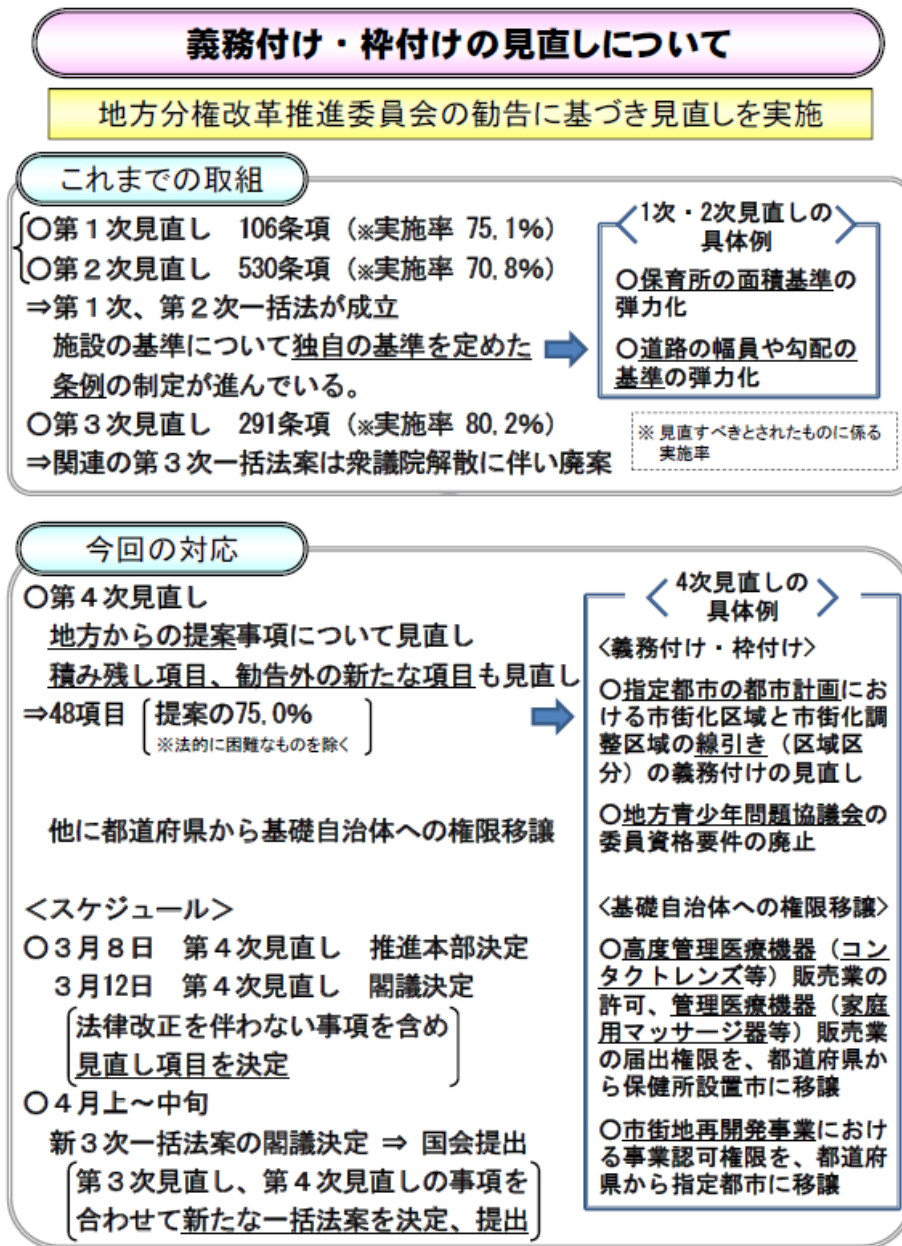 義務付け・枠付けの見直しについて
地方分権改革推進委員会の勧告に基づき見直しを実施
これまでの取組
〇第１次見直し　106条項（※実施率 75.1%）
〇第２次見直し　530条項（※実施率 70.8%）
⇒第１次、第２次一括法が成立
施設の基準について独自の基準を定めた
条例の制定が進んでいる。
〇第３次見直し　291条項（※実施率 80.2%）
⇒関連の第３次一括法案は衆議院解散に伴い廃案
1次・2次見直しの
具体例
〇保育所の面積基準の
弾力化
〇道路の幅員や勾配の
基準の弾力化
※ 見直すべきとされたものに係る
実施率
今回の対応
〇第４次見直し
地方からの提案事項について見直し
積み残し項目、勧告外の新たな項目も見直し
⇒48項目
提案の75.0%
※法的に困難なものを除く
他に都道府県から基礎自治体への権限移譲
＜スケジュール＞
〇３月８日　第４次見直し　推進本部決定
３月12日　第４次見直し　閣議決定
法律改正を伴わない事項を含め
見直し項目を決定
〇４月上～中旬
新３次一括法案の閣議決定 ⇒ 国会提出
第３次見直し、第４次見直しの事項を
合わせて新たな一括法案を決定、提出
4次見直しの
具体例
<義務付け・枠付け>
〇指定都市の都市計画にお
ける市街化区域と市街化調
整区域の線引き（区域区
分）の義務付けの見直し
〇地方青少年問題協議会の
委員資格要件の廃止
<基礎自治体への権限移譲>
〇高度管理医療機器（コン
タクトレンズ等）販売業の
許可、管理医療機器（家庭
用マッサージ器等）販売業
の届出権限を、都道府県か
ら保健所設置市に移譲
〇市街地再開発事業におけ
る事業認可権限を、都道府
県から指定都市に移譲